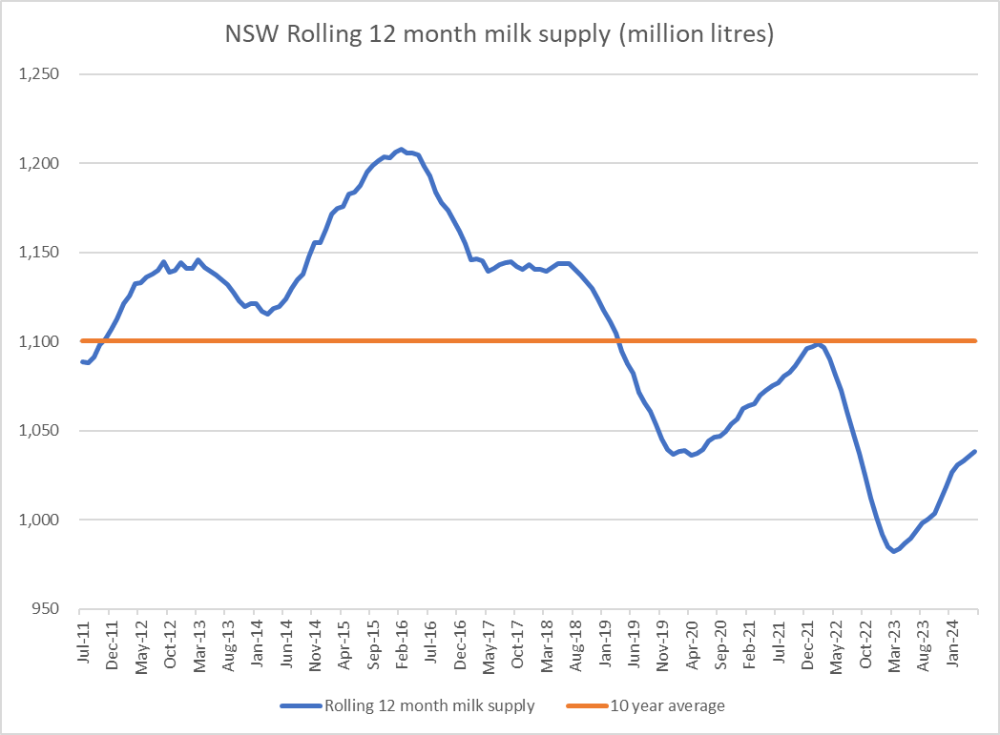 NSW Rolling 12 month milk supply (million litres)
1,250
1,200
1,150
1,100
1,050
1,000
950
Jul-11
Dec-11
May-12
Oct-12
Mar-13
Aug-13
Jan-14
Jun-14
Nov-14
Apr-15
Sep-15
Feb-16
Jul-16
Dec-16
May-17
Oct-17
Mar-18
Aug-18
Jan-19
Jun-19
Nov-19
Apr-20
Sep-20
Feb-21
Jul-21
Dec-21
May-22
Oct-22
Mar-23
Aug-23
Jan-24
Rolling 12 month milk supply
10 year average